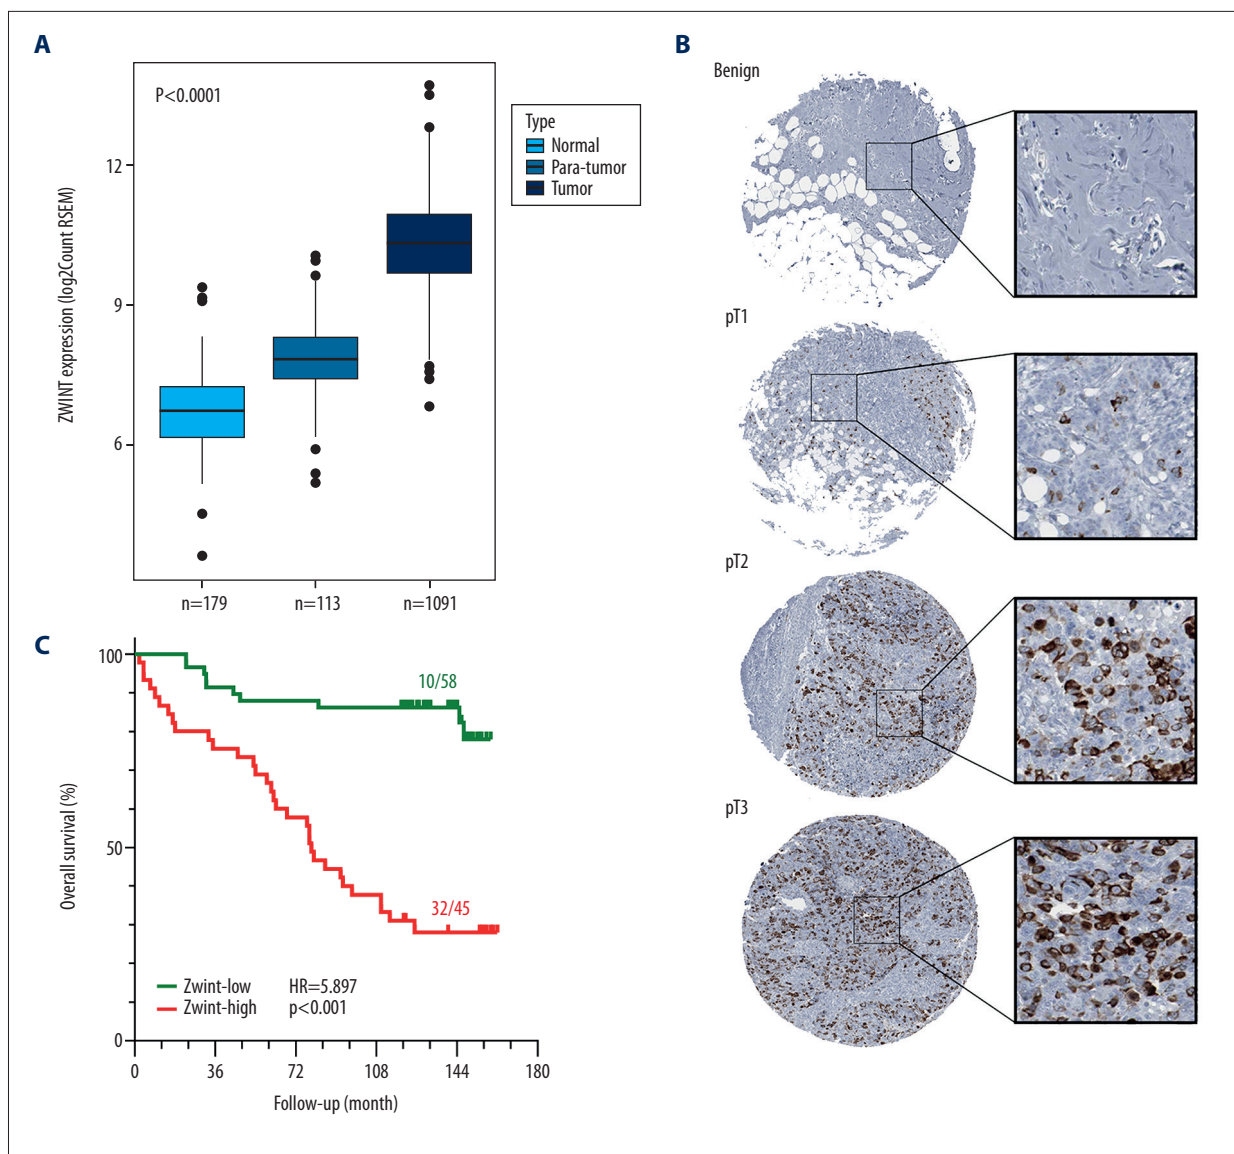 A
P<0.0001
Type
Normal
Para-tumor
Tumor
ZWINT expression (log2Count RSEM)
12
9
6
n=179
n=113
n=1091
B
Benign
pT1
pT2
pT3
C
Overall survival (%)
100
50
0
10/58
32/45
Zwint-low HR=5.897
Zwint-high p<0.001
0 36 72 108 144 180
Follow-up (month)